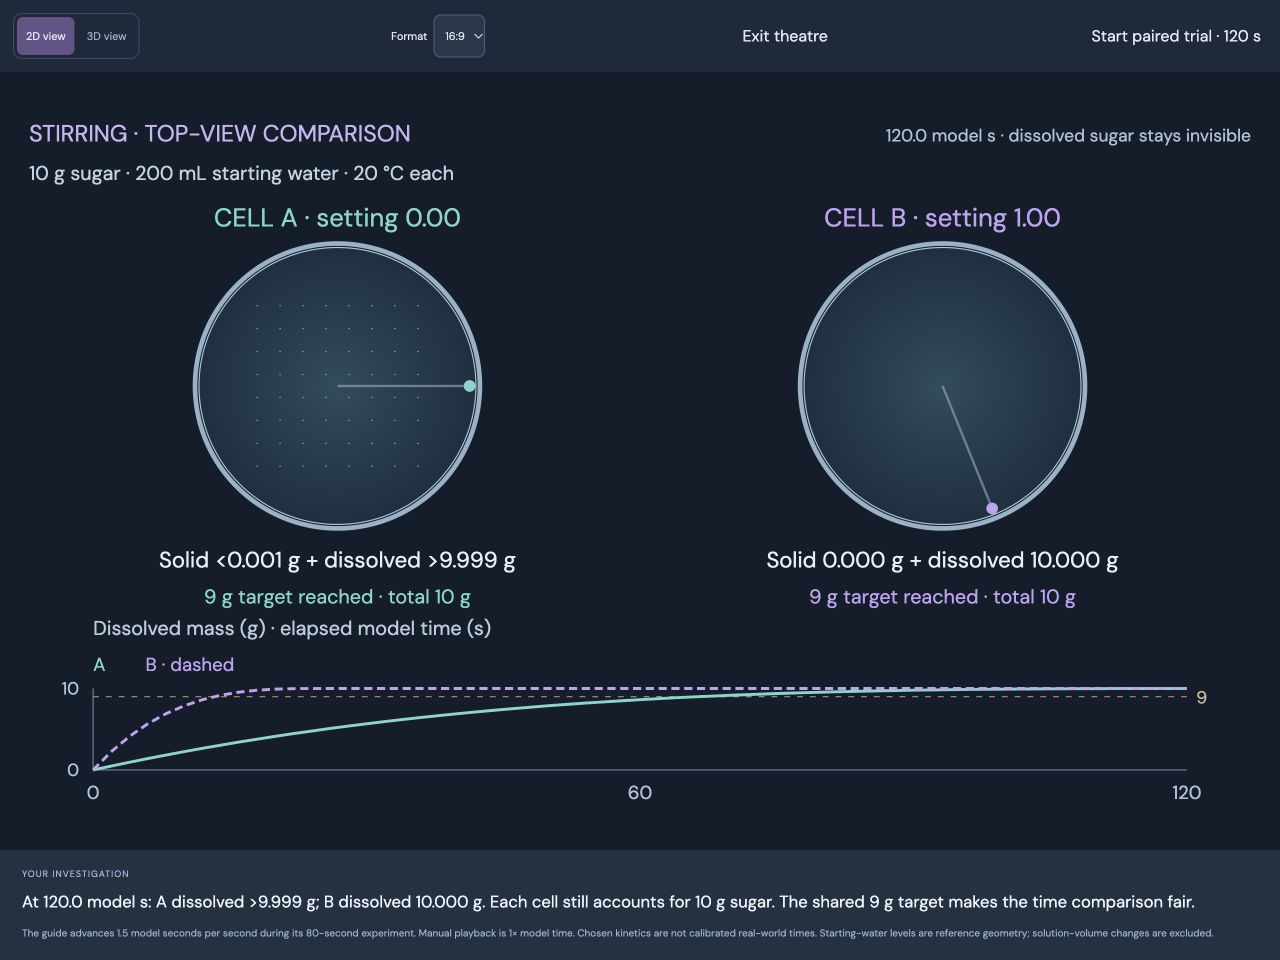 2D view 3D view Format 16:9 Exit theatre Start paired trial · 120 s
STIRRING · TOP-VIEW COMPARISON
120.0 model s · dissolved sugar stays invisible
10 g sugar · 200 mL starting water · 20 °C each
CELL A · setting 0.00
CELL B · setting 1.00
Solid <0.001 g + dissolved >9.999 g
Solid 0.000 g + dissolved 10.000 g
9 g target reached · total 10 g
9 g target reached · total 10 g
Dissolved mass (g) · elapsed model time (s)
A B · dashed
10
9
0
0 60 120
YOUR INVESTIGATION
At 120.0 model s: A dissolved >9.999 g; B dissolved 10.000 g. Each cell still accounts for 10 g sugar. The shared 9 g target makes the time comparison fair.
The guide advances 1.5 model seconds per second during its 80-second experiment. Manual playback is 1× model time. Chosen kinetics are not calibrated real-world times. Starting-water levels are reference geometry; solution-volume changes are excluded.